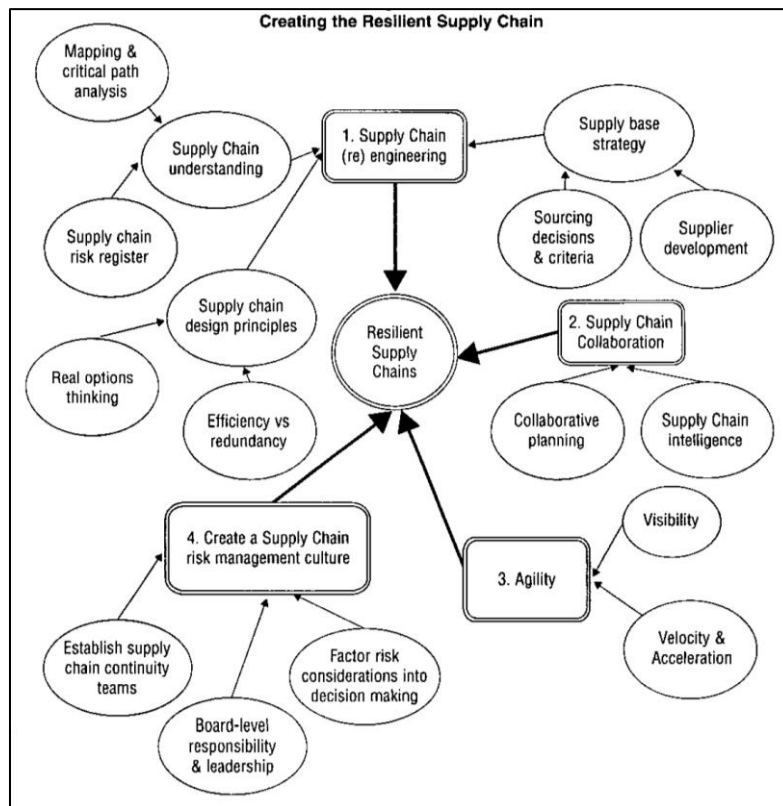 Creating the Resilient Supply Chain
Mapping &
critical path
analysis
Supply Chain
understanding
Supply chain
risk register
1. Supply Chain
(re) engineering
Supply base
strategy
Sourcing
decisions
& criteria
Supplier
development
Supply chain
design principles
Real options
thinking
Efficiency vs
redundancy
Resilient
Supply
Chains
2. Supply Chain
Collaboration
Collaborative
planning
Supply Chain
intelligence
4. Create a Supply Chain
risk management culture
3. Agility
Visibility
Velocity &
Acceleration
Establish supply
chain continuity
teams
Board-level
responsibility
& leadership
Factor risk
considerations into
decision making